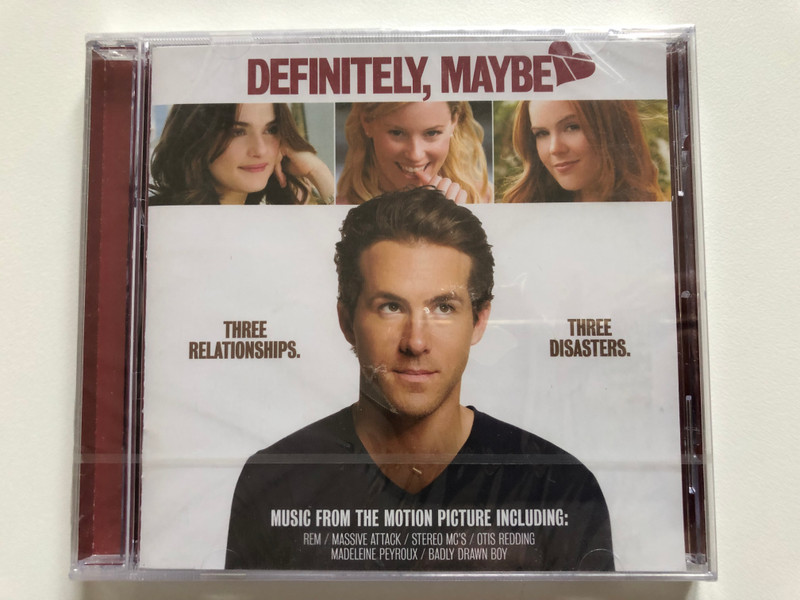 DEFINITELY, MAYBE
THREE
RELATIONSHIPS.
THREE
DISASTERS.
MUSIC FROM THE MOTION PICTURE INCLUDING:
REM / MASSIVE ATTACK / STEREO MC'S / OTIS REDDING
MADELEINE PEYROUX / BADLY DRAWN BOY